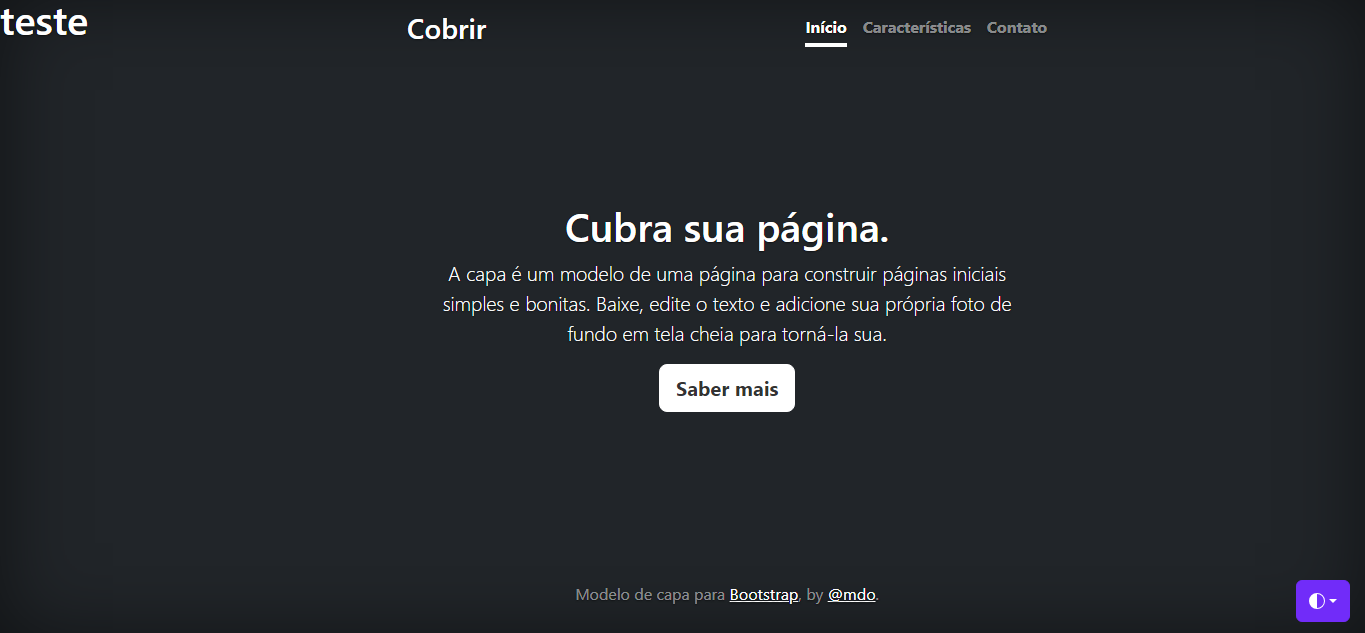 teste
Cobrir
Início Características Contato
Cubra sua página.
A capa é um modelo de uma página para construir páginas iniciais
simples e bonitas. Baixe, edite o texto e adicione sua própria foto de
fundo em tela cheia para torná-la sua.
Saber mais
Modelo de capa para Bootstrap, by @mdo.